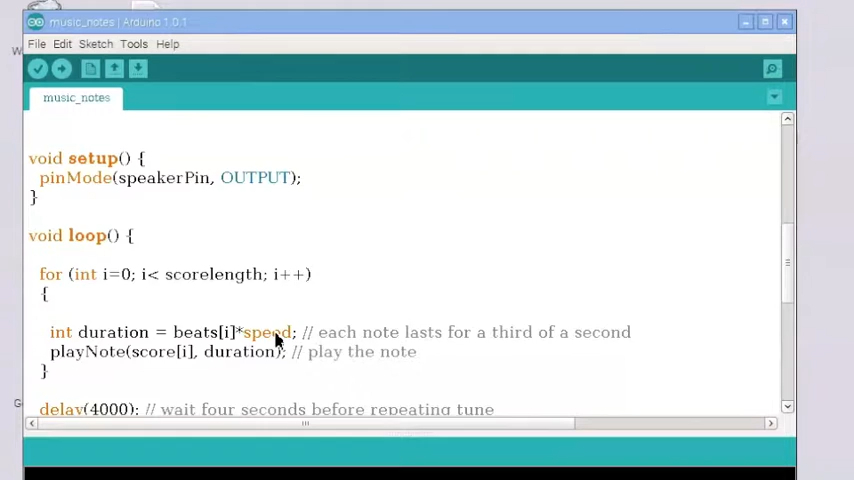 music_notes | Arduino 1.0.1
File Edit Sketch Tools Help
music_notes
void setup() {
pinMode(speakerPin, OUTPUT);
}
void loop() {
for (int i=0; i< scorelength; i++)
{
int duration = beats[i]*speed; // each note lasts for a third of a second
playNote(score[i], duration); // play the note
}
delay(4000); // wait four seconds before repeating tune